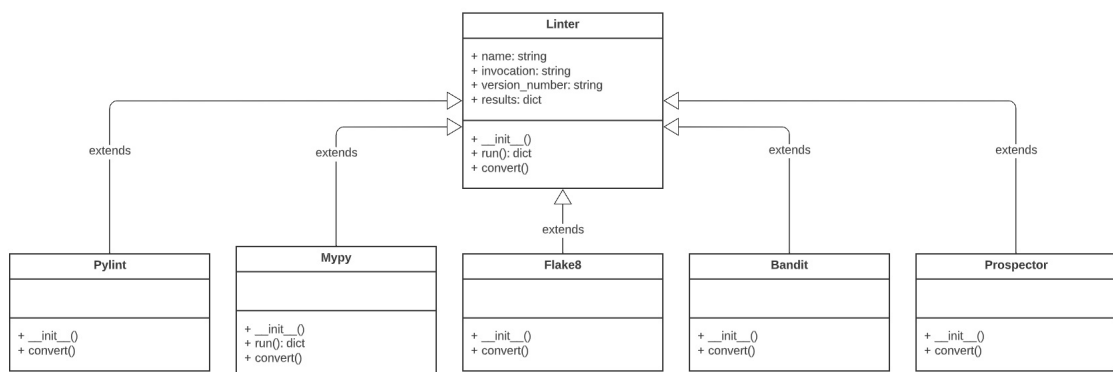 Linter
+ name: string
+ invocation: string
+ version_number: string
+ results: dict
+ __init__()
+ run(): dict
+ convert()
extends
extends
extends
extends
extends
Pylint
+ __init__()
+ convert()
Mypy
+ __init__()
+ run(): dict
+ convert()
Flake8
+ __init__()
+ convert()
Bandit
+ __init__()
+ convert()
Prospector
+ __init__()
+ convert()